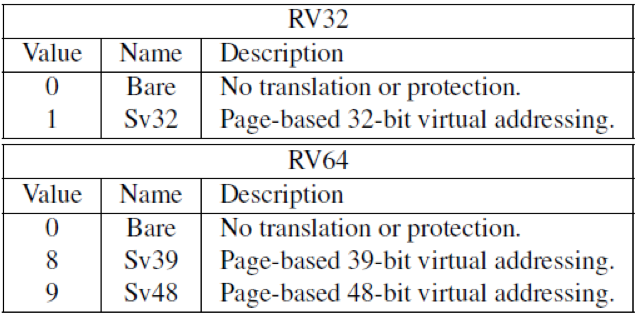 RV32
Value Name Description
0 Bare No translation or protection.
1 Sv32 Page-based 32-bit virtual addressing.
RV64
Value Name Description
0 Bare No translation or protection.
8 Sv39 Page-based 39-bit virtual addressing.
9 Sv48 Page-based 48-bit virtual addressing.